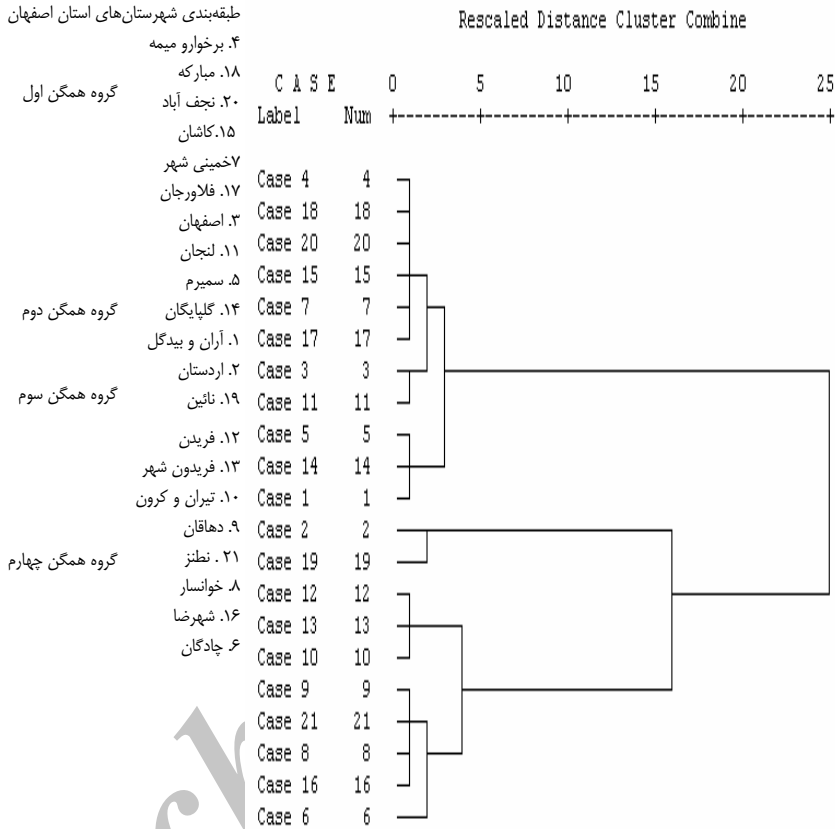 طبقه‌بندی شهرستان‌های استان اصفهان
۴. برخوارو میمه
۱۸. مبارکه
گروه همگن اول
۲۰. نجف آباد
۱۵.کاشان
۷خمینی شهر
۱۷. فلاورجان
۳. اصفهان
۱۱. لنجان
۵. سمیرم
گروه همگن دوم
۱۴. گلپایگان
۱. آران و بیدگل
۲. اردستان
گروه همگن سوم
۱۹. نائین
۱۲. فریدن
۱۳. فریدون شهر
۱۰. تیران و کرون
۹. دهاقان
گروه همگن چهارم
۲۱ . نطنز
۸. خوانسار
۱۶. شهرضا
۶. چادگان
Rescaled Distance Cluster Combine
C A S E 0 5 10 15 20 25
Label Num +---------+---------+---------+---------+---------+
Case 4 4
Case 18 18
Case 20 20
Case 15 15
Case 7 7
Case 17 17
Case 3 3
Case 11 11
Case 5 5
Case 14 14
Case 1 1
Case 2 2
Case 19 19
Case 12 12
Case 13 13
Case 10 10
Case 9 9
Case 21 21
Case 8 8
Case 16 16
Case 6 6